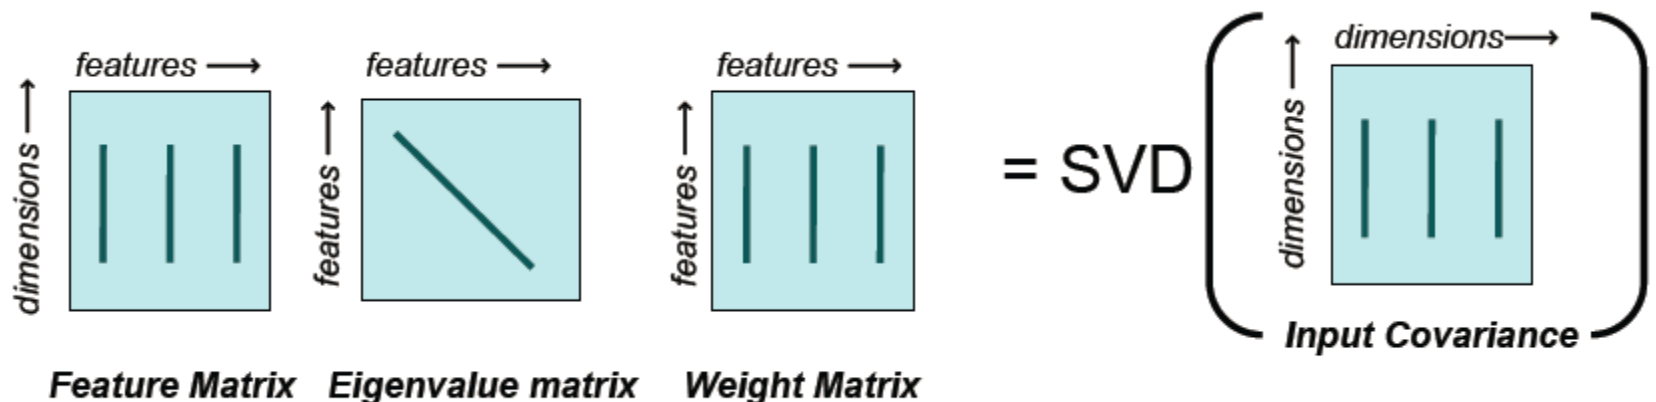 features →
dimensions →
Feature Matrix
features →
features →
Eigenvalue matrix
features →
features →
Weight Matrix
= SVD
dimensions →
dimensions →
Input Covariance